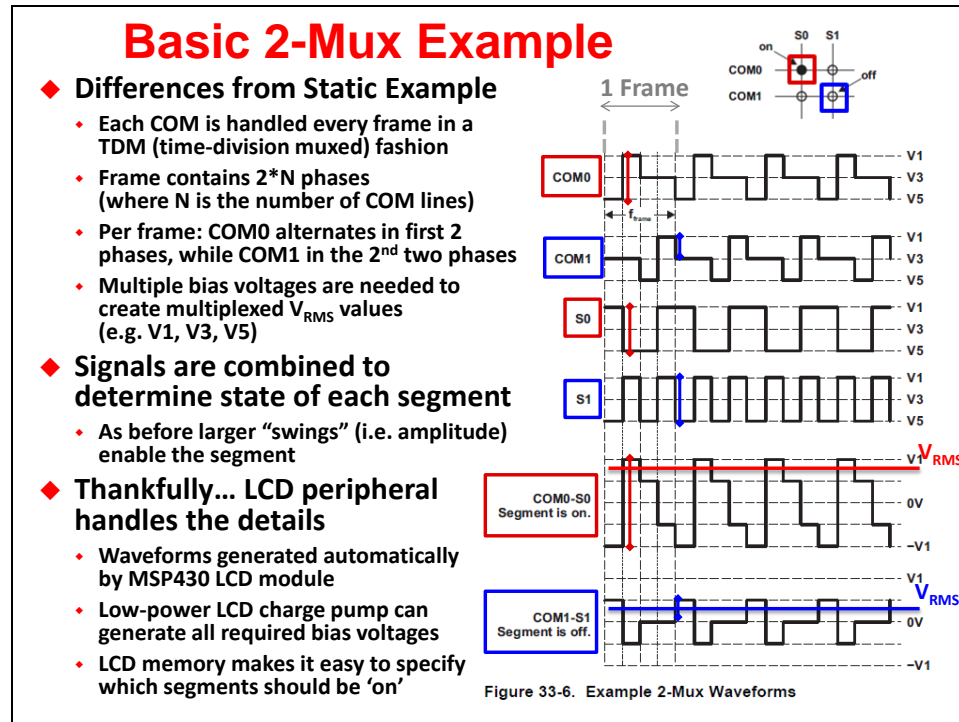 Basic 2-Mux Example
Differences from Static Example
Each COM is handled every frame in a
TDM (time-division muxed) fashion
Frame contains 2*N phases
(where N is the number of COM lines)
Per frame: COM0 alternates in first 2
phases, while COM1 in the 2nd two phases
Multiple bias voltages are needed to
create multiplexed VRMS values
(e.g. V1, V3, V5)
Signals are combined to
determine state of each segment
As before larger “swings” (i.e. amplitude)
enable the segment
Thankfully… LCD peripheral
handles the details
Waveforms generated automatically
by MSP430 LCD module
Low-power LCD charge pump can
generate all required bias voltages
LCD memory makes it easy to specify
which segments should be ‘on’
S0 S1
on
COM0
off
COM1
1 Frame
COM0
V1
V3
V5
fframe
COM1
V1
V3
V5
S0
V1
V3
V5
S1
V1
V3
V5
V1
VRMS
COM0-S0
Segment is on.
0V
−V1
V1
VRMS
COM1-S1
Segment is off.
0V
−V1
Figure 33-6. Example 2-Mux Waveforms